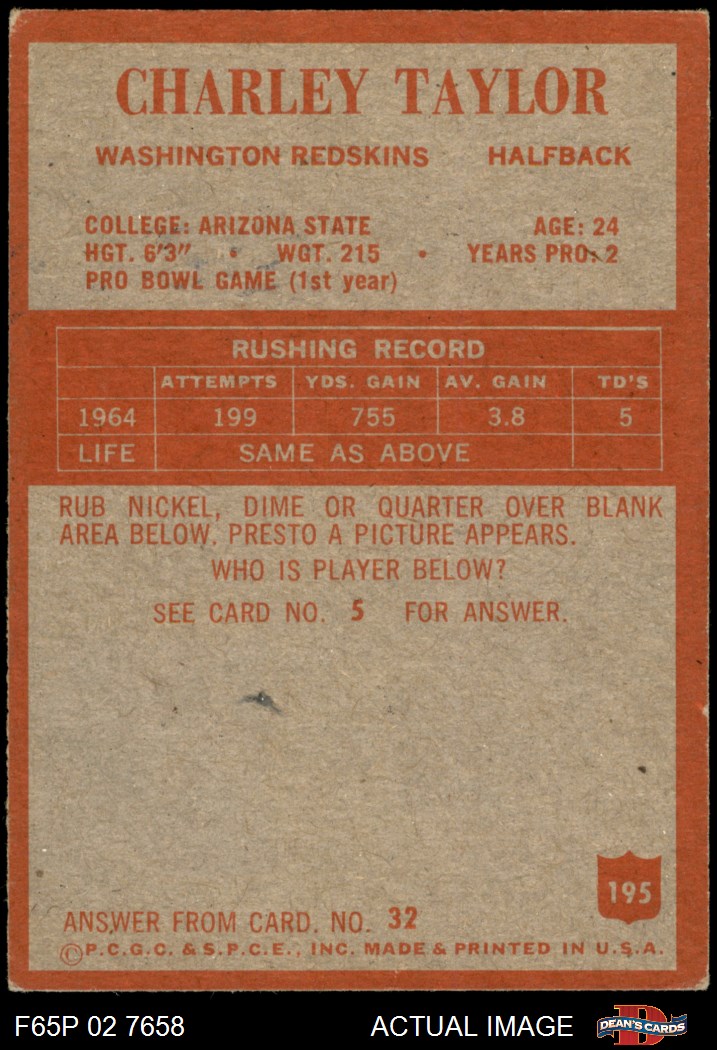 CHARLEY TAYLOR
WASHINGTON REDSKINS HALFBACK
COLLEGE: ARIZONA STATE AGE: 24
HGT. 6'3" • WGT. 215 • YEARS PRO: 2
PRO BOWL GAME (1st year)
RUSHING RECORD
ATTEMPTS YDS. GAIN AV. GAIN TD'S
1964 199 755 3.8 5
LIFE SAME AS ABOVE
RUB NICKEL, DIME OR QUARTER OVER BLANK
AREA BELOW. PRESTO A PICTURE APPEARS.
WHO IS PLAYER BELOW?
SEE CARD NO. 5 FOR ANSWER.
195
ANSWER FROM CARD. NO. 32
©P.C.G.C. & S.P.C.E., INC. MADE & PRINTED IN U.S.A.
F65P 02 7658 ACTUAL IMAGE D DEAN'S CARDS